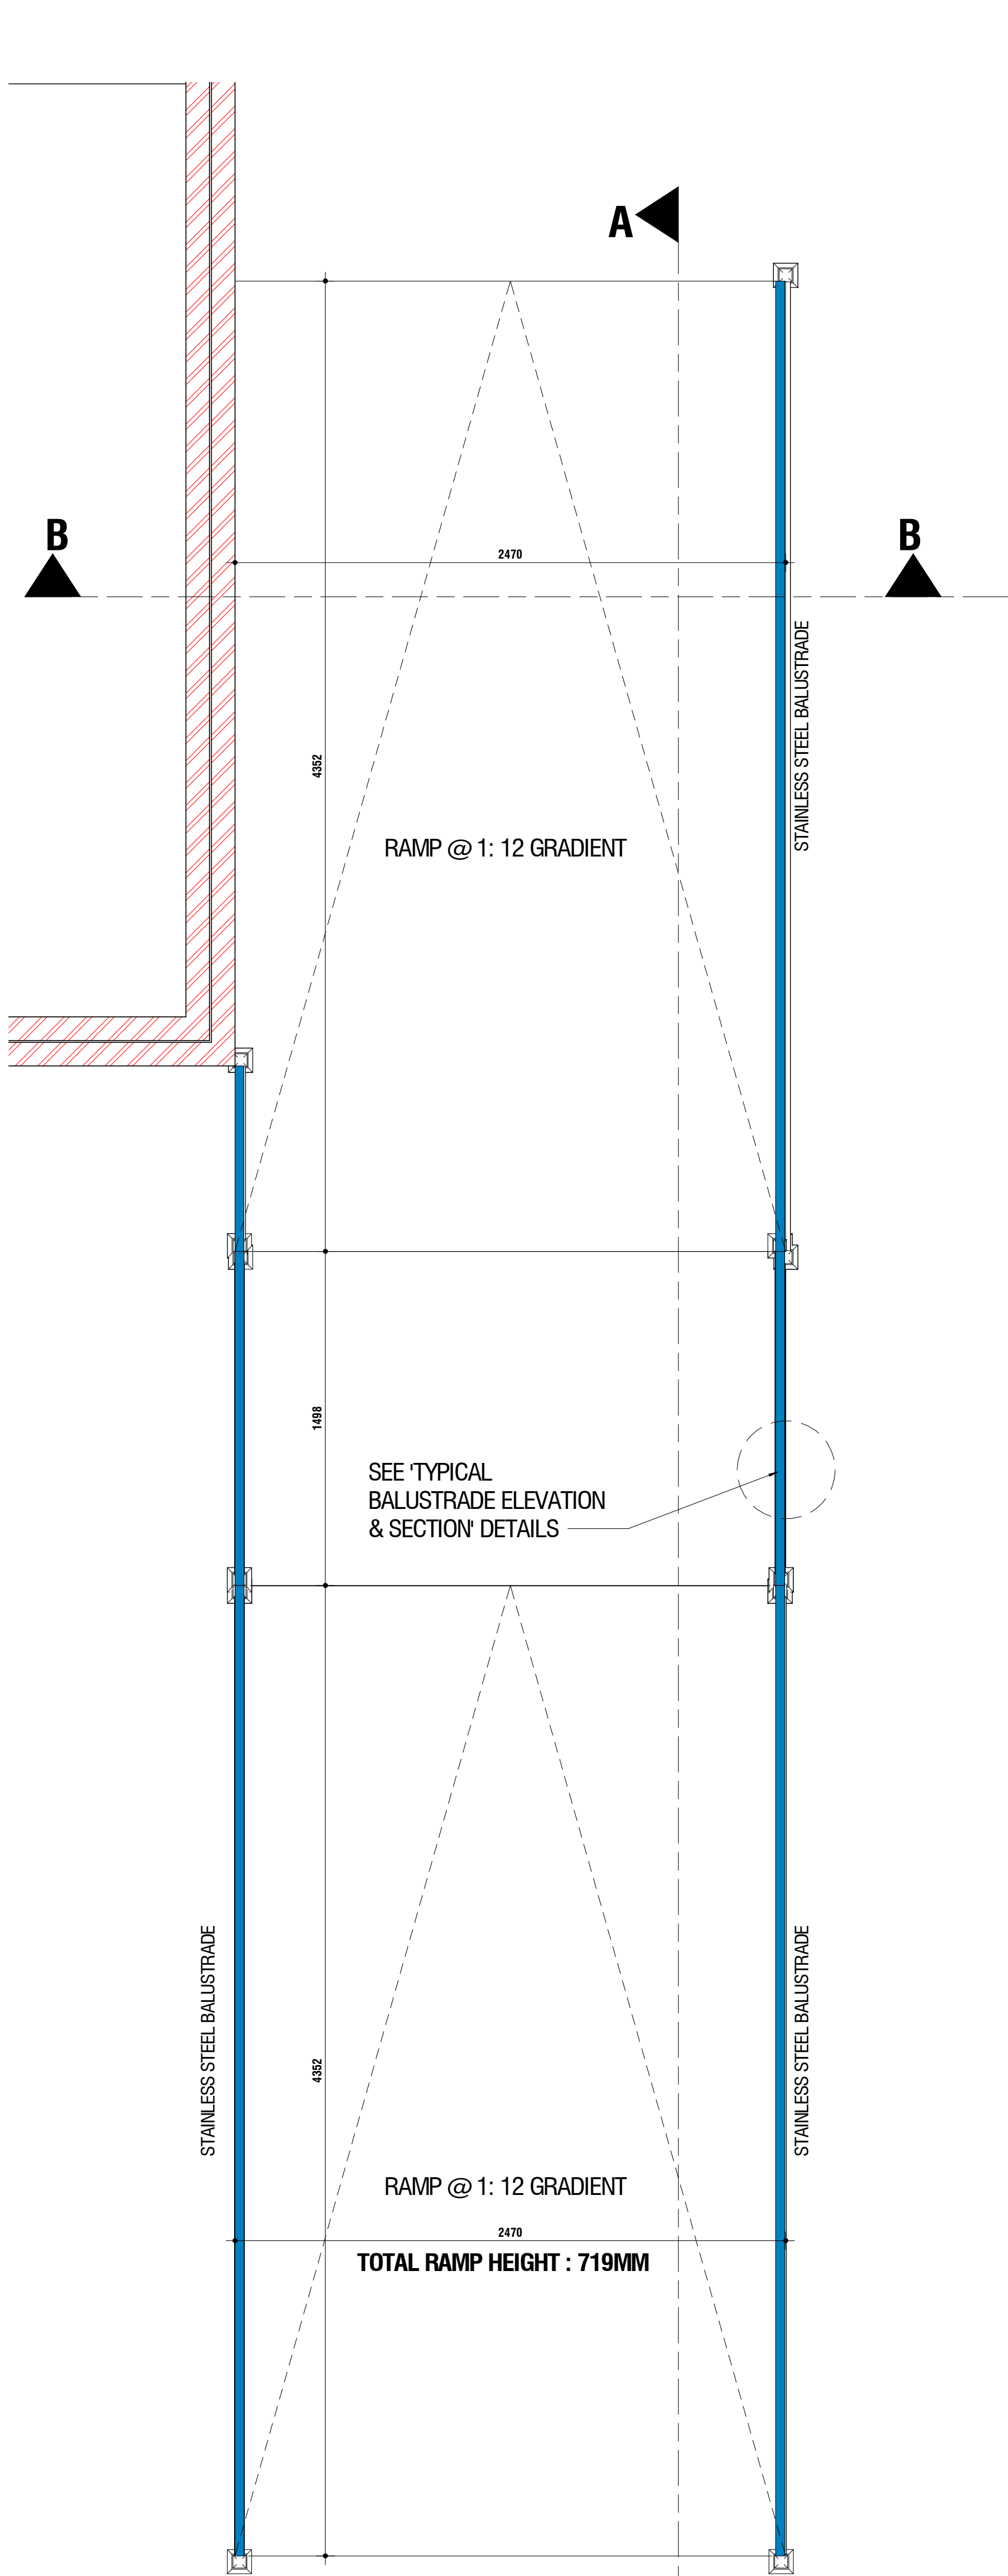 A
B
B
2470
STAINLESS STEEL BALUSTRADE
4352
RAMP @ 1: 12 GRADIENT
1498
SEE 'TYPICAL
BALUSTRADE ELEVATION
& SECTION' DETAILS
STAINLESS STEEL BALUSTRADE
STAINLESS STEEL BALUSTRADE
4352
RAMP @ 1: 12 GRADIENT
2470
TOTAL RAMP HEIGHT : 719MM